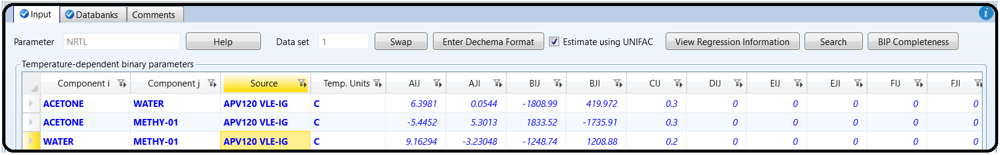 Input Databanks Comments
Parameter NRTL Help Data set 1 Swap Enter Dechema Format Estimate using UNIFAC View Regression Information Search BIP Completeness
Temperature-dependent binary parameters
Component i Component j Source Temp. Units AIJ AJI BIJ BJI CIJ DIJ EIJ EJI FIJ FJI
ACETONE WATER APV120 VLE-IG C 6.3981 0.0544 -1808.99 419.972 0.3 0 0 0 0 0
ACETONE METHY-01 APV120 VLE-IG C -5.4452 5.3013 1833.52 -1735.91 0.3 0 0 0 0 0
WATER METHY-01 APV120 VLE-IG C 9.16294 -3.23048 -1248.74 1208.88 0.2 0 0 0 0 0